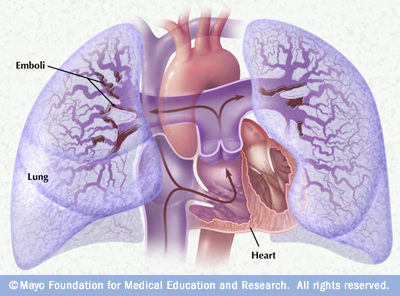 Emboli
Lung
Heart
© Mayo Foundation for Medical Education and Research. All rights reserved.